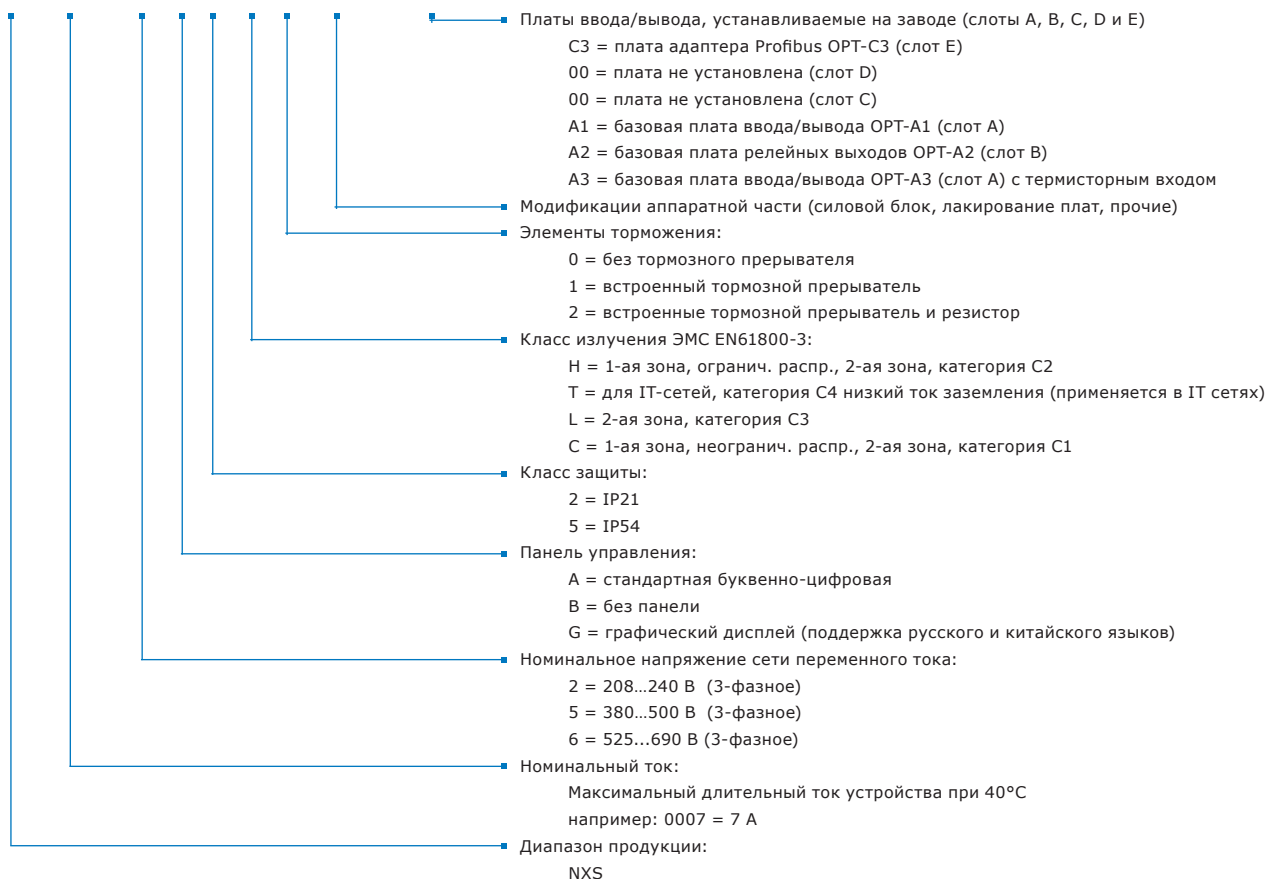 Платы ввода/вывода, устанавливаемые на заводе (слоты A, B, C, D и E)
C3 = плата адаптера Profibus OPT-C3 (слот E)
00 = плата не установлена (слот D)
00 = плата не установлена (слот C)
A1 = базовая плата ввода/вывода OPT-A1 (слот A)
A2 = базовая плата релейных выходов OPT-A2 (слот B)
A3 = базовая плата ввода/вывода OPT-A3 (слот A) с термисторным входом
Модификации аппаратной части (силовой блок, лакирование плат, прочие)
Элементы торможения:
0 = без тормозного прерывателя
1 = встроенный тормозной прерыватель
2 = встроенные тормозной прерыватель и резистор
Класс излучения ЭМС EN61800-3:
H = 1-ая зона, огранич. распр., 2-ая зона, категория C2
T = для IT-сетей, категория C4 низкий ток заземления (применяется в IT сетях)
L = 2-ая зона, категория C3
C = 1-ая зона, неогранич. распр., 2-ая зона, категория C1
Класс защиты:
2 = IP21
5 = IP54
Панель управления:
A = стандартная буквенно-цифровая
B = без панели
G = графический дисплей (поддержка русского и китайского языков)
Номинальное напряжение сети переменного тока:
2 = 208…240 В (3-фазное)
5 = 380…500 В (3-фазное)
6 = 525...690 В (3-фазное)
Номинальный ток:
Максимальный длительный ток устройства при 40°C
например: 0007 = 7 А
Диапазон продукции:
NXS